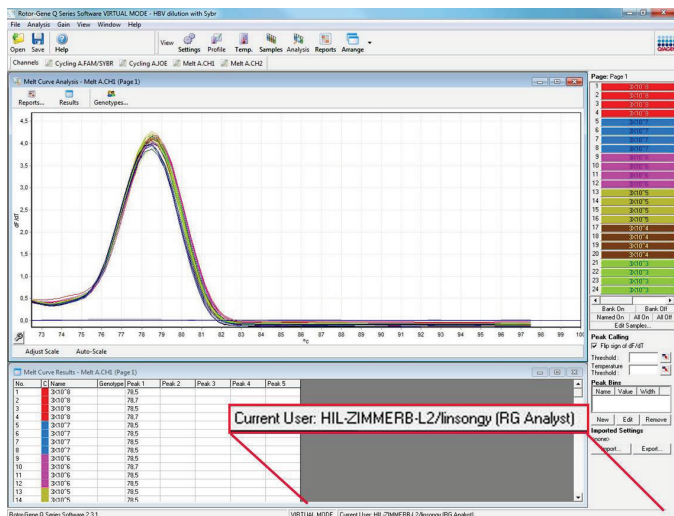 Rotor-Gene Q Series Software VIRTUAL MODE - HBV dilution with Sybr
File Analysis Gain View Window Help
Open Save Help View Settings Profile Temp. Samples Analysis Reports Arrange
QIAGEN
Channels Cycling A.FAM/SYBR Cycling A.JOE Melt A.CH1 Melt A.CH2
Melt Curve Analysis - Melt A.CH1 (Page 1)
Reports... Results Genotypes...
4,5
4,0
3,5
3,0
2,5
2,0
1,5
1,0
0,5
0,0
dF/dT
73 74 75 76 77 78 79 80 81 82 83 84 85 86 87 88 89 90 91 92 93 94 95 96 97 98 99 100
°C
Adjust Scale Auto-Scale
Page: Page 1
1 3X10^8
2 3X10^8
3 3X10^8
4 3X10^8
5 3X10^7
6 3X10^7
7 3X10^7
8 3X10^7
9 3X10^6
10 3X10^6
11 3X10^6
12 3X10^6
13 3X10^5
14 3X10^5
15 3X10^5
16 3X10^5
17 3X10^4
18 3X10^4
19 3X10^4
20 3X10^4
21 3X10^3
22 3X10^3
23 3X10^3
24 3X10^3
Bank On Bank Off
Named On All On All Off
Edit Samples...
Peak Calling
Flip sign of dF/dT
Threshold :
Temperature
Threshold :
Peak Bins
Name Value Width
New Edit Remove
Imported Settings
<none>
Import... Export...
Melt Curve Results - Melt A.CH1 (Page 1)
No. C Name Genotype Peak 1 Peak 2 Peak 3 Peak 4 Peak 5
1 3X10^8 78,5
2 3X10^8 78,7
3 3X10^8 78,5
4 3X10^8 78,7
5 3X10^7 78,5
6 3X10^7 78,5
7 3X10^7 78,5
8 3X10^7 78,5
9 3X10^6 78,5
10 3X10^6 78,7
11 3X10^6 78,5
12 3X10^6 78,5
13 3X10^5 78,5
14 3X10^5 78,5
Current User: HIL-ZIMMERB-L2/linsongy (RG Analyst)
Rotor-Gene Q Series Software 2.3.1 VIRTUAL MODE Current User: HIL-ZIMMERB-L2/linsongy (RG Analyst)